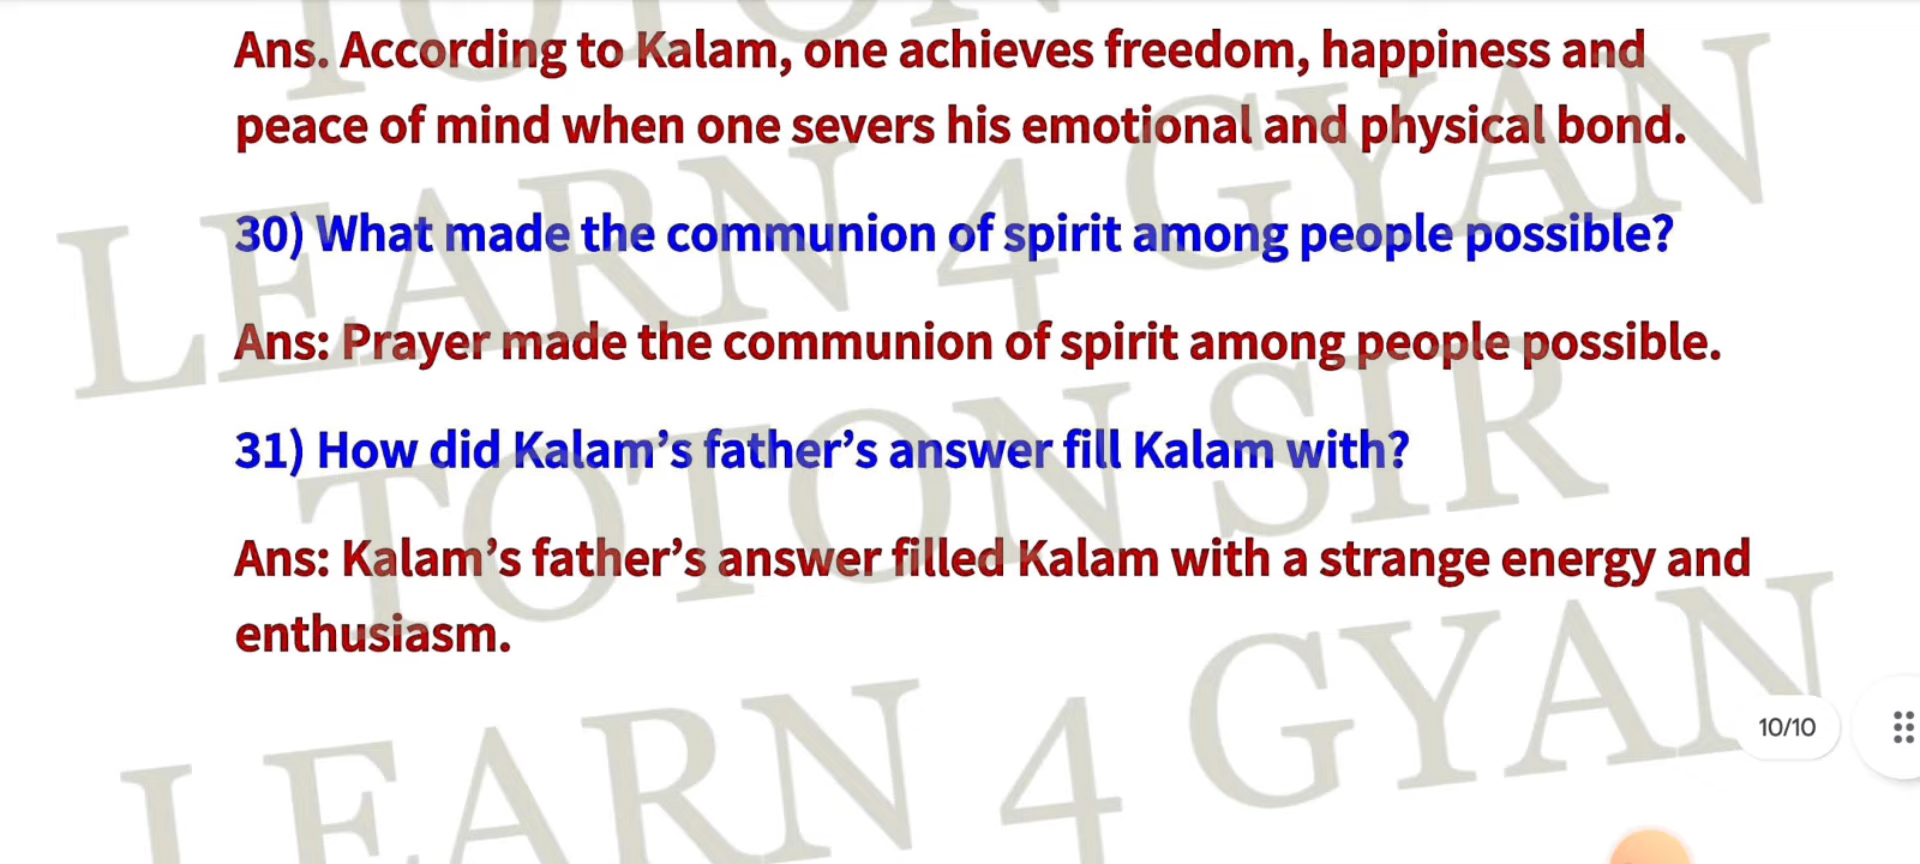 TOTON
Ans. According to Kalam, one achieves freedom, happiness and
peace of mind when one severs his emotional and physical bond.
LEARN 4 GYAN
30) What made the communion of spirit among people possible?
Ans: Prayer made the communion of spirit among people possible.
TOTON SIR
31) How did Kalam’s father’s answer fill Kalam with?
Ans: Kalam’s father’s answer filled Kalam with a strange energy and
enthusiasm.
LEARN 4 GYAN
10/10